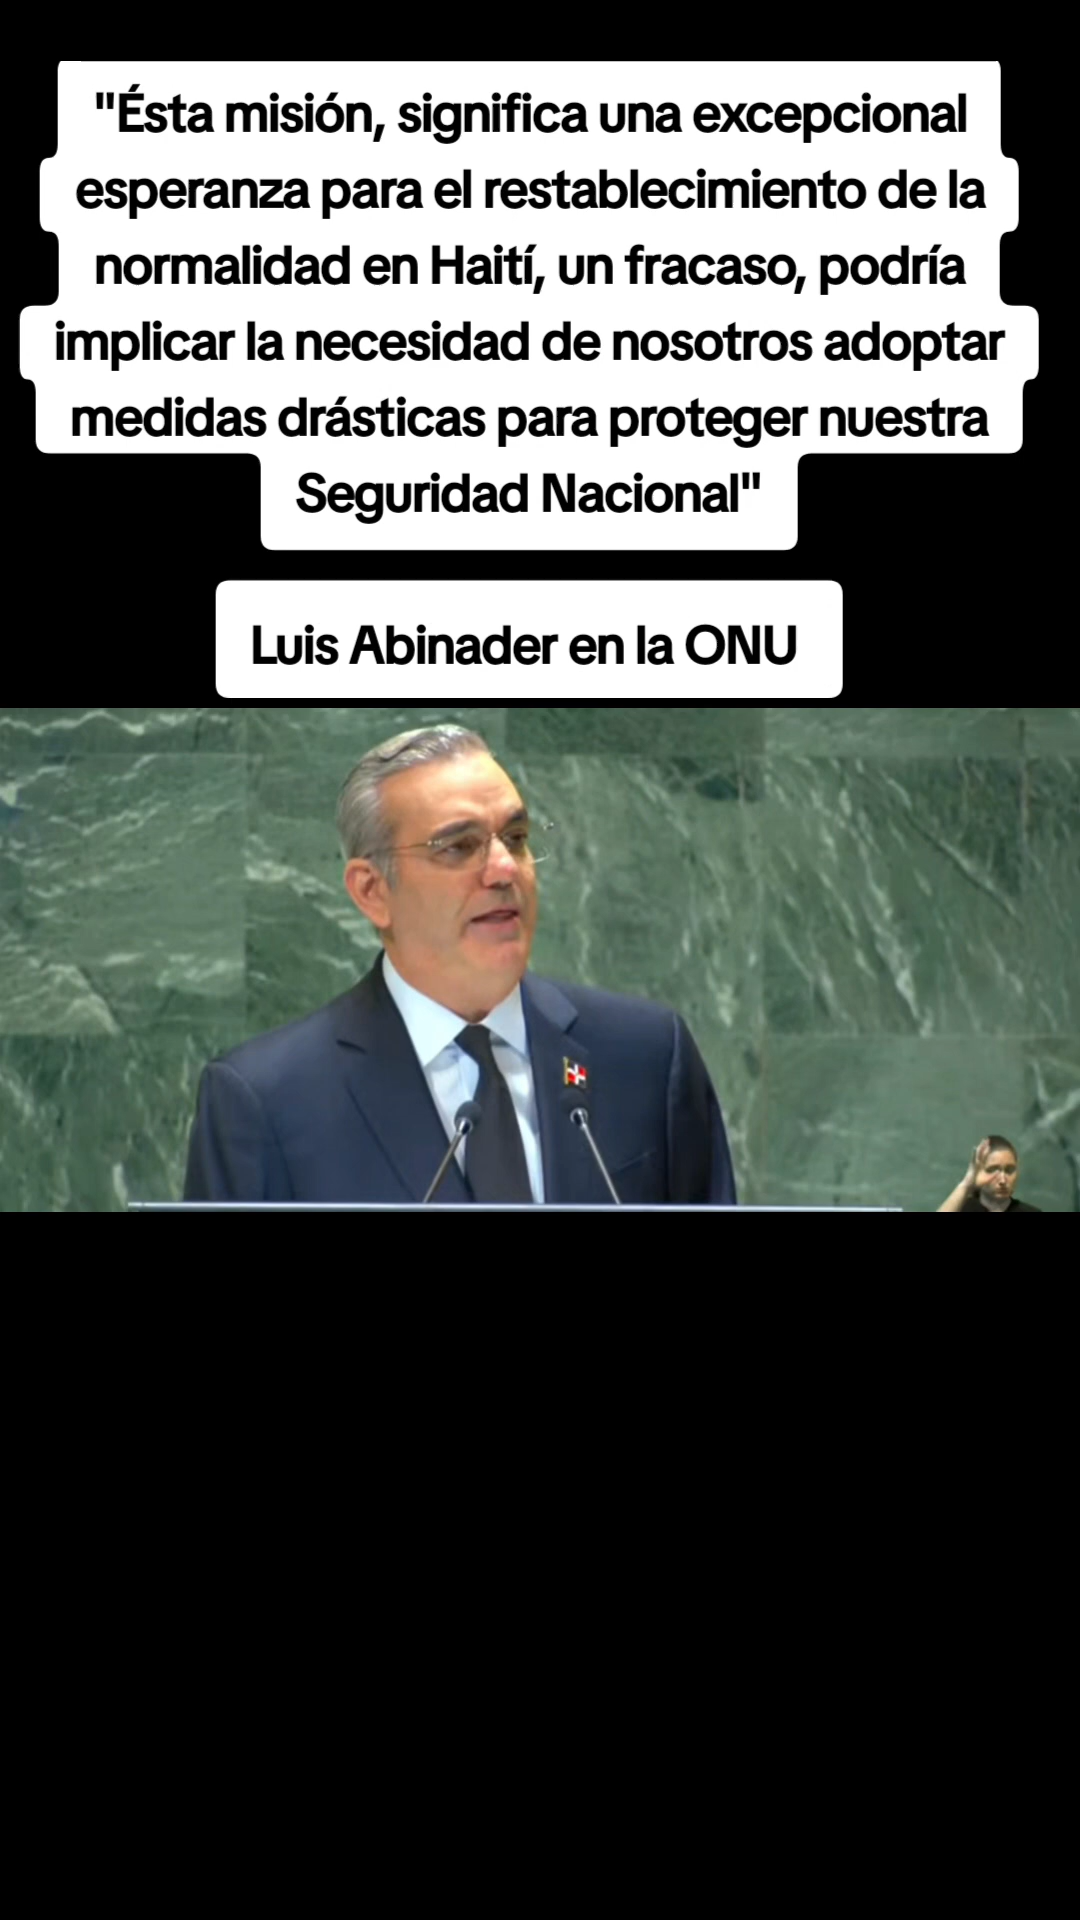 "Ésta misión, significa una excepcional
esperanza para el restablecimiento de la
normalidad en Haití, un fracaso, podría
implicar la necesidad de nosotros adoptar
medidas drásticas para proteger nuestra
Seguridad Nacional"
Luis Abinader en la ONU